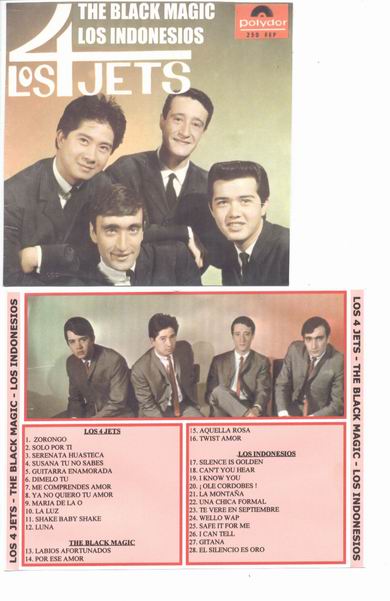 THE BLACK MAGIC
LOS INDONESIOS
polydor
250 FEP
LOS 4 JETS
LOS 4 JETS - THE BLACK MAGIC - LOS INDONESIOS
LOS 4 JETS
1. ZORONGO
2. SOLO POR TI
3. SERENATA HUASTECA
4. SUSANA TU NO SABES
5. GUITARRA ENAMORADA
6. DIMELO TU
7. ME COMPRENDES AMOR
8. YA NO QUIERO TU AMOR
9. MARIA DE LA O
10. LA LUZ
11. SHAKE BABY SHAKE
12. LUNA
THE BLACK MAGIC
13. LABIOS AFORTUNADOS
14. POR ESE AMOR
15. AQUELLA ROSA
16. TWIST AMOR
LOS INDONESIOS
17. SILENCE IS GOLDEN
18. CAN'T YOU HEAR
19. I KNOW YOU
20. ¡ OLE CORDOBES !
21. LA MONTAÑA
22. UNA CHICA FORMAL
23. TE VERE EN SEPTIEMBRE
24. WELLO WAP
25. SAFE IT FOR ME
26. I CAN TELL
27. GITANA
28. EL SILENCIO ES ORO
LOS 4 JETS - THE BLACK MAGIC - LOS INDONESIOS